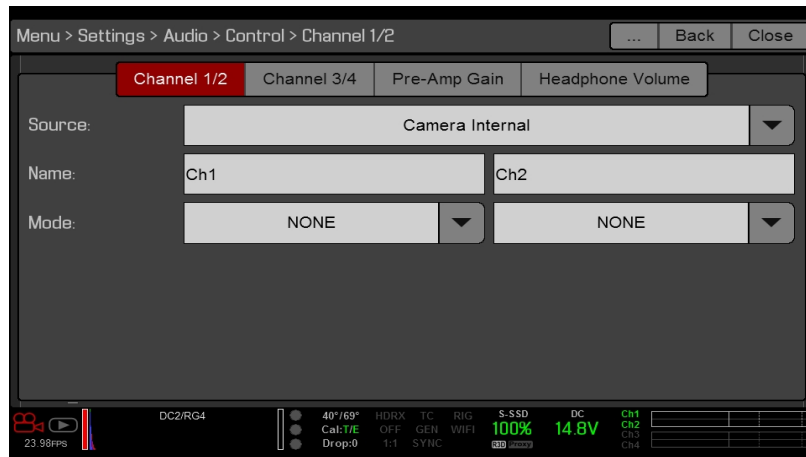 Menu > Settings > Audio > Control > Channel 1/2 ... Back Close
Channel 1/2 Channel 3/4 Pre-Amp Gain Headphone Volume
Source: Camera Internal
Name: Ch1 Ch2
Mode: NONE NONE
DC2/RG4 40°/69° HDRX TC RIG S-SSD DC Ch1
Cal:T/E OFF GEN WIFI 100% 14.8V Ch2
23.98FPS Drop:0 1:1 SYNC R3D Proxy Ch3
Ch4